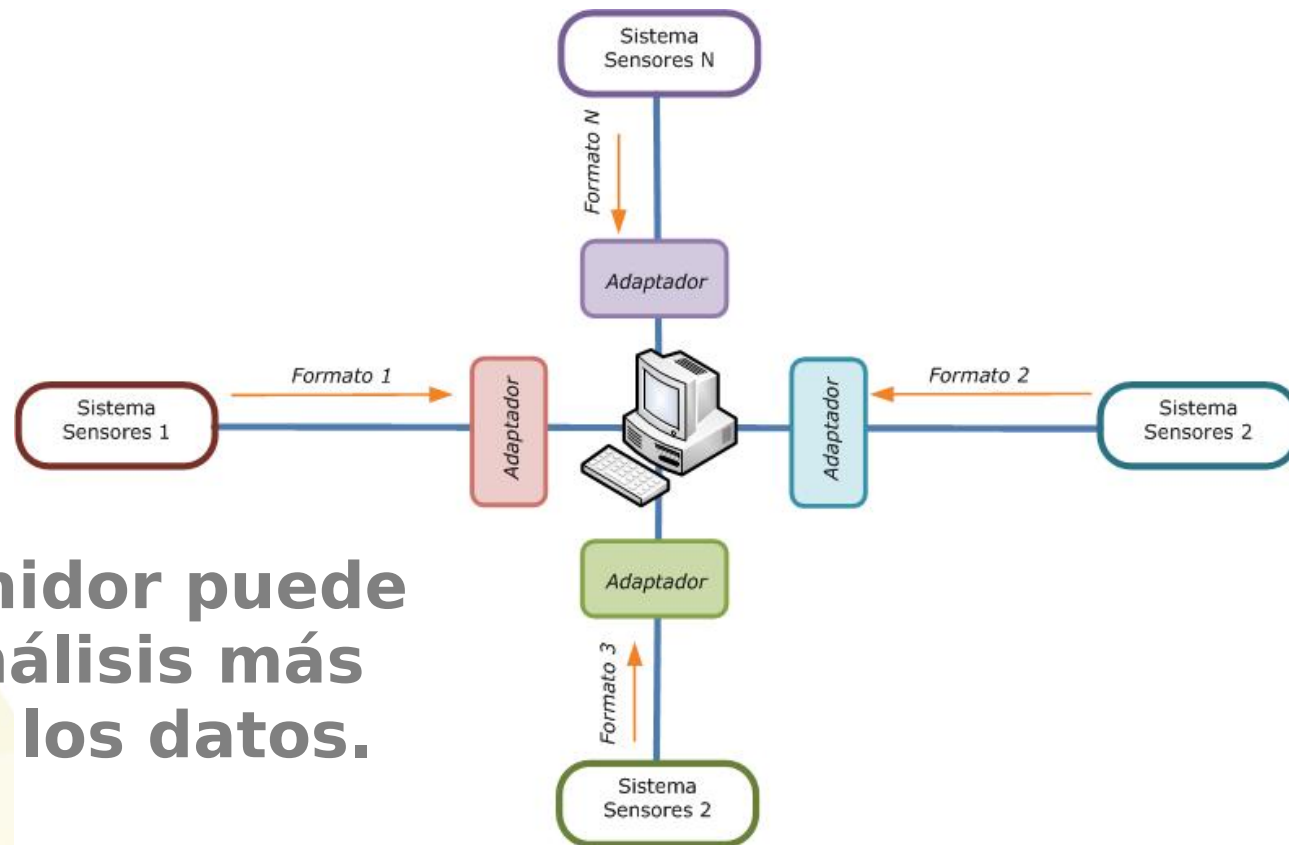 Sistema
Sensores N
Formato N
Adaptador
Formato 1
Formato 2
Sistema
Sensores 1
Adaptador
Adaptador
Sistema
Sensores 2
Adaptador
nidor puede
nálisis más
los datos.
Formato 3
Sistema
Sensores 2